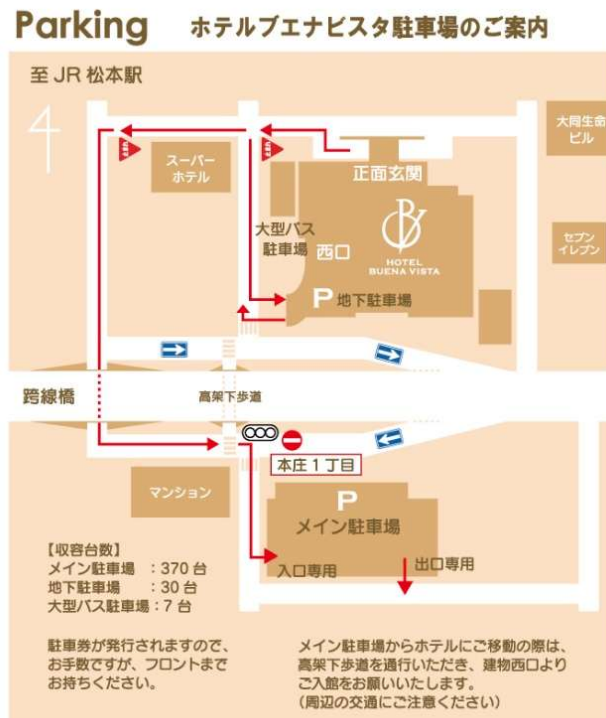 Parking ホテルブエナビスタ駐車場のご案内
至 JR 松本駅
大同生命
ビル
止まれ
止まれ
スーパー
ホテル
正面玄関
大型バス
駐車場
西口
HOTEL
BUENA VISTA
セブン
イレブン
P 地下駐車場
跨線橋
高架下歩道
本庄1丁目
マンション
P
メイン駐車場
入口専用
出口専用
【収容台数】
メイン駐車場 :370 台
地下駐車場 :30 台
大型バス駐車場:7 台
駐車券が発行されますので、
お手数ですが、フロントまで
お持ちください。
メイン駐車場からホテルにご移動の際は、
高架下歩道を通行いただき、建物西口より
ご入館をお願いいたします。
(周辺の交通にご注意ください)